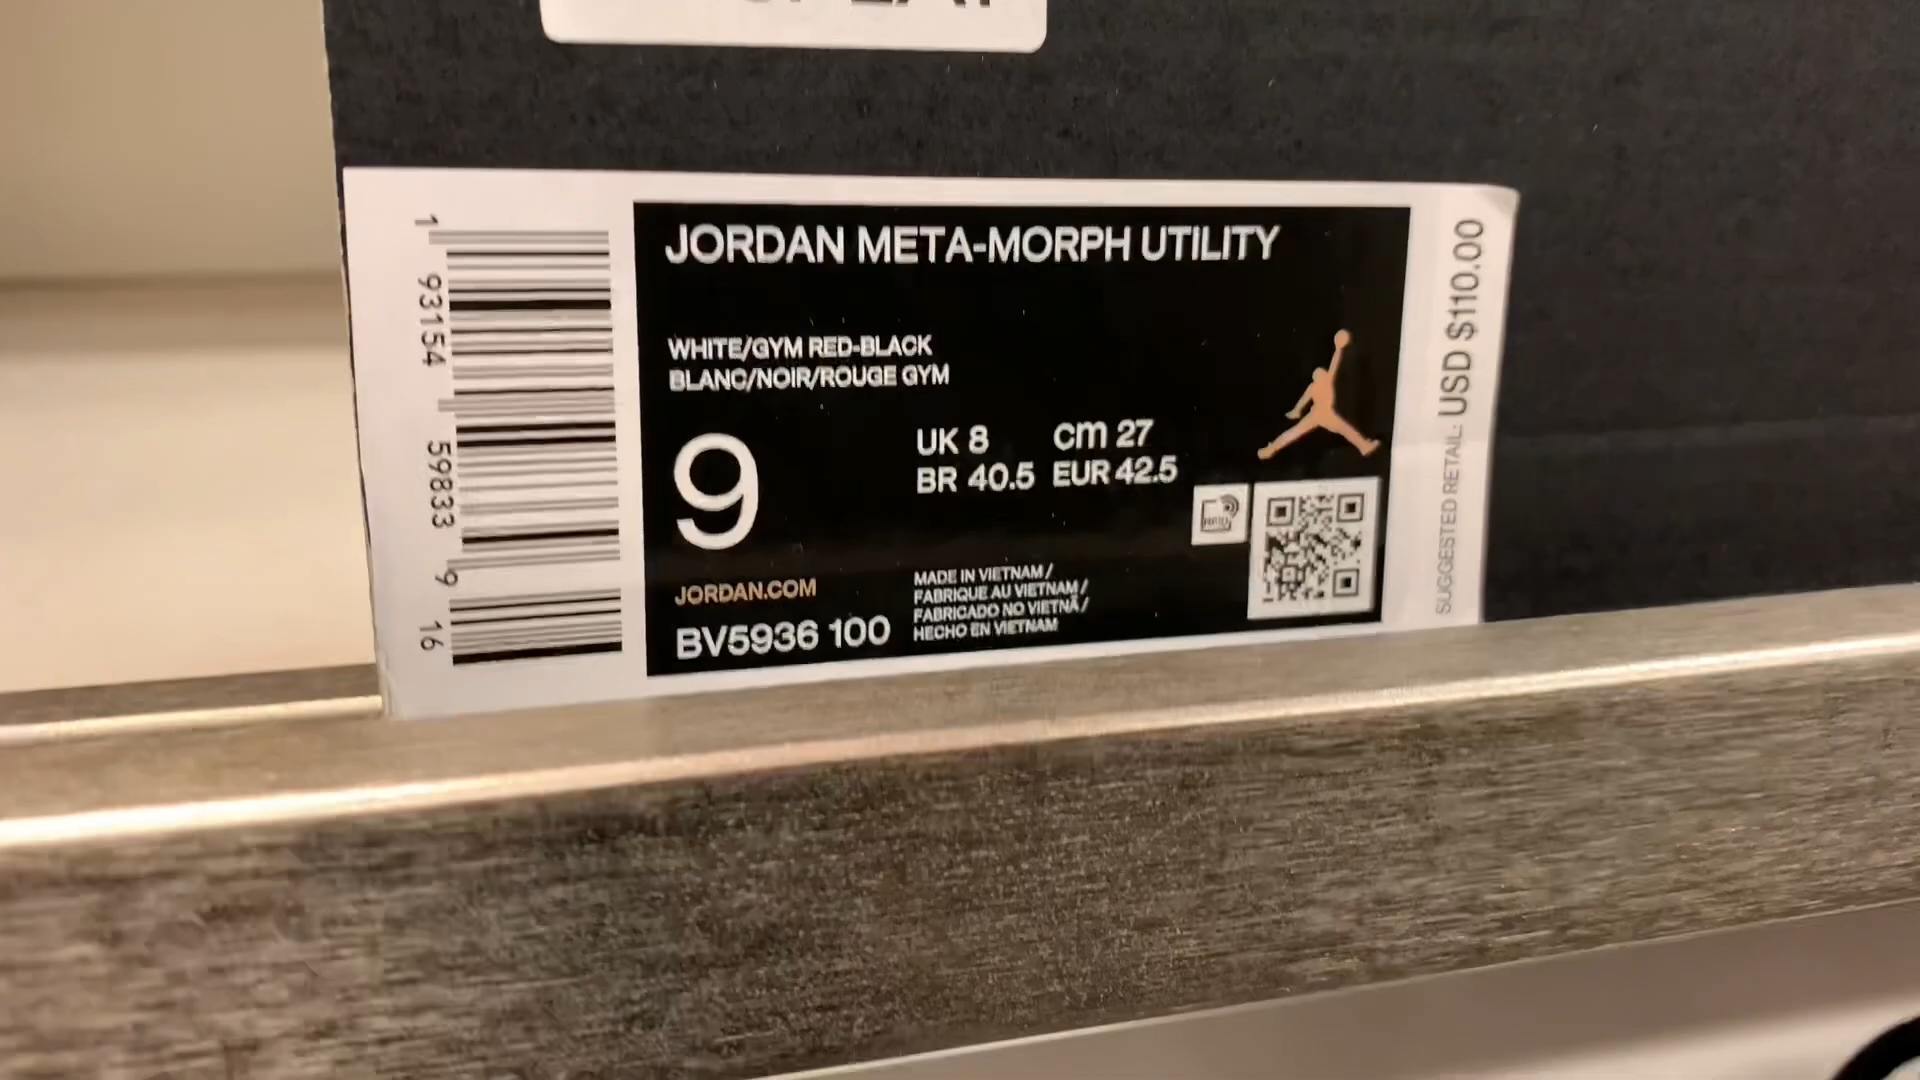 JORDAN META-MORPH UTILITY
WHITE/GYM RED-BLACK
BLANC/NOIR/ROUGE GYM
9
UK 8 cm 27
BR 40.5 EUR 42.5
JORDAN.COM
BV5936 100
MADE IN VIETNAM /
FABRIQUE AU VIETNAM /
FABRICADO NO VIETNÃ /
HECHO EN VIETNAM
1 93154 59833 9 16
SUGGESTED RETAIL: USD $110.00
RFID